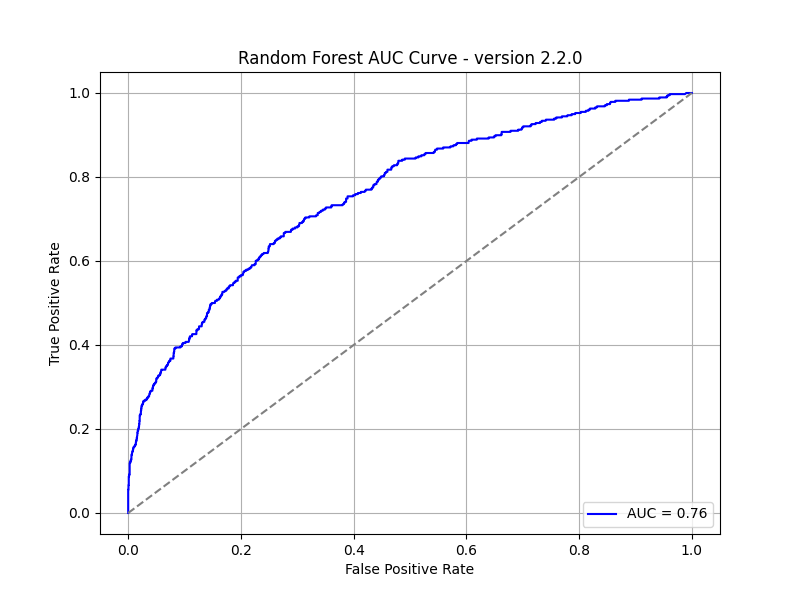 Random Forest AUC Curve - version 2.2.0
True Positive Rate
1.0
0.8
0.6
0.4
0.2
0.0
AUC = 0.76
0.0 0.2 0.4 0.6 0.8 1.0
False Positive Rate